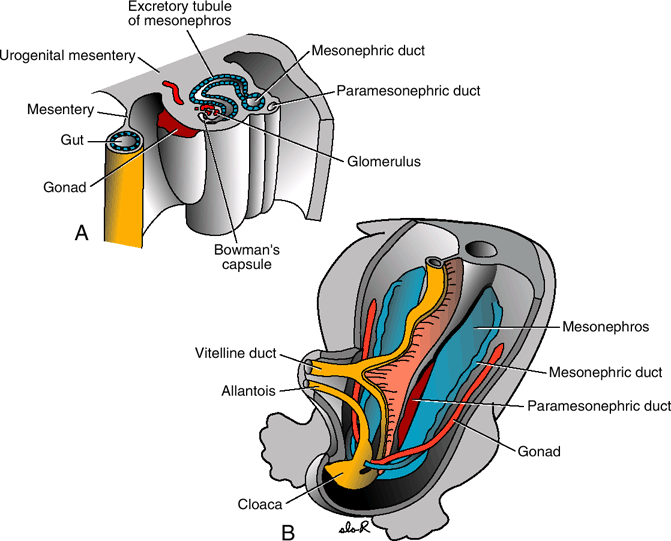 Excretory tubule
of mesonephros
Urogenital mesentery
Mesonephric duct
Paramesonephric duct
Mesentery
Gut
Glomerulus
Gonad
A
Bowman's
capsule
Mesonephros
Vitelline duct
Mesonephric duct
Allantois
Paramesonephric duct
Gonad
Cloaca
B